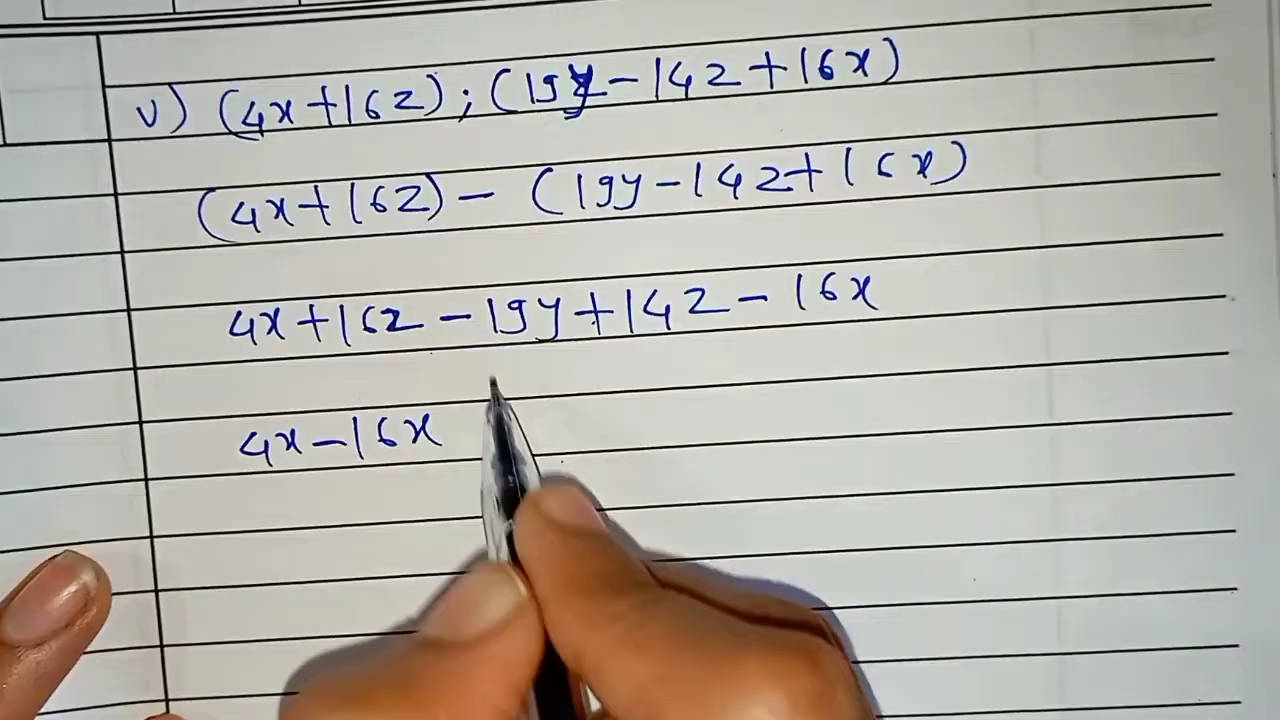 v) (4x+16z); (19y-14z+16x)
(4x+16z) - (19y-14z+16x)
4x+16z-19y+14z-16x
4x-16x